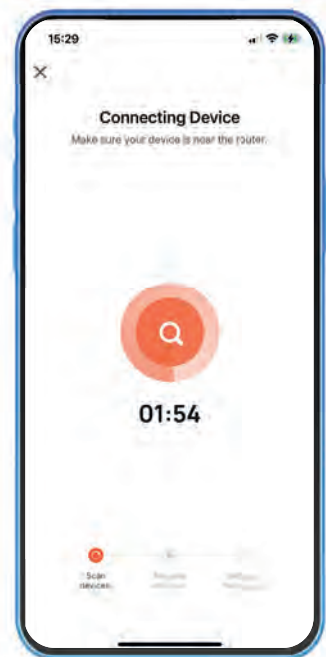 15:29
Connecting Device
Make sure your device is near the router.
01:54
Scan
devices.